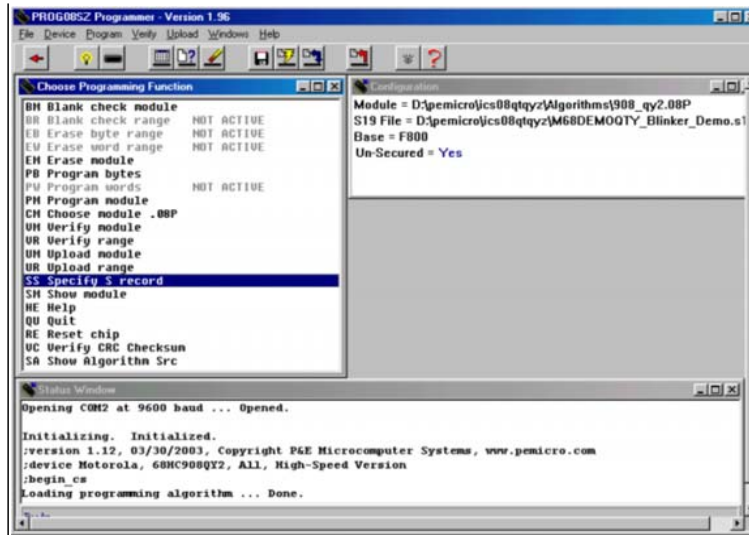 PROG08SZ Programmer - Version 1.96
File Device Program Verify Upload Windows Help
Choose Programming Function
BM Blank check module
BR Blank check range NOT ACTIVE
EB Erase byte range NOT ACTIVE
EW Erase word range NOT ACTIVE
EM Erase module
PB Program bytes
PW Program words NOT ACTIVE
PM Program module
CM Choose module .08P
VM Verify module
VR Verify range
UM Upload module
UR Upload range
SS Specify S record
SM Show module
HE Help
QU Quit
RE Reset chip
VC Verify CRC Checksum
SA Show Algorithm Src
Configuration
Module = D:\pemicro\ics08qtqyz\Algorithms\908_qy2.08P
S19 File = D:\pemicro\ics08qtqyz\M68DEMOQTY_Blinker_Demo.s1
Base = F800
Un-Secured = Yes
Status Window
Opening COM2 at 9600 baud ... Opened.
Initializing. Initialized.
;version 1.12, 03/30/2003, Copyright P&E Microcomputer Systems, www.pemicro.com
;device Motorola, 68HC908QY2, All, High-Speed Version
;begin_cs
Loading programming algorithm ... Done.